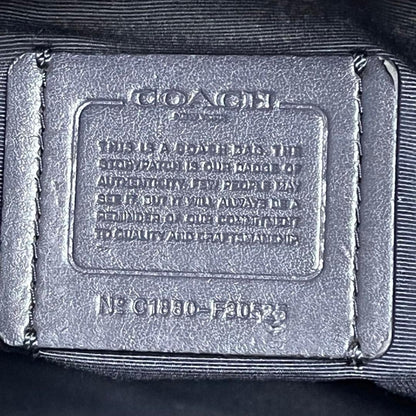 COACH
THIS IS A COACH BAG. THE
STORYPATCH IS OUR BADGE OF
AUTHENTICITY. FEW PEOPLE MAY
SEE IT BUT IT WILL ALWAYS BE A
REMINDER OF OUR COMMITMENT
TO QUALITY AND CRAFTSMANSHIP.
Nº C1880-F30525